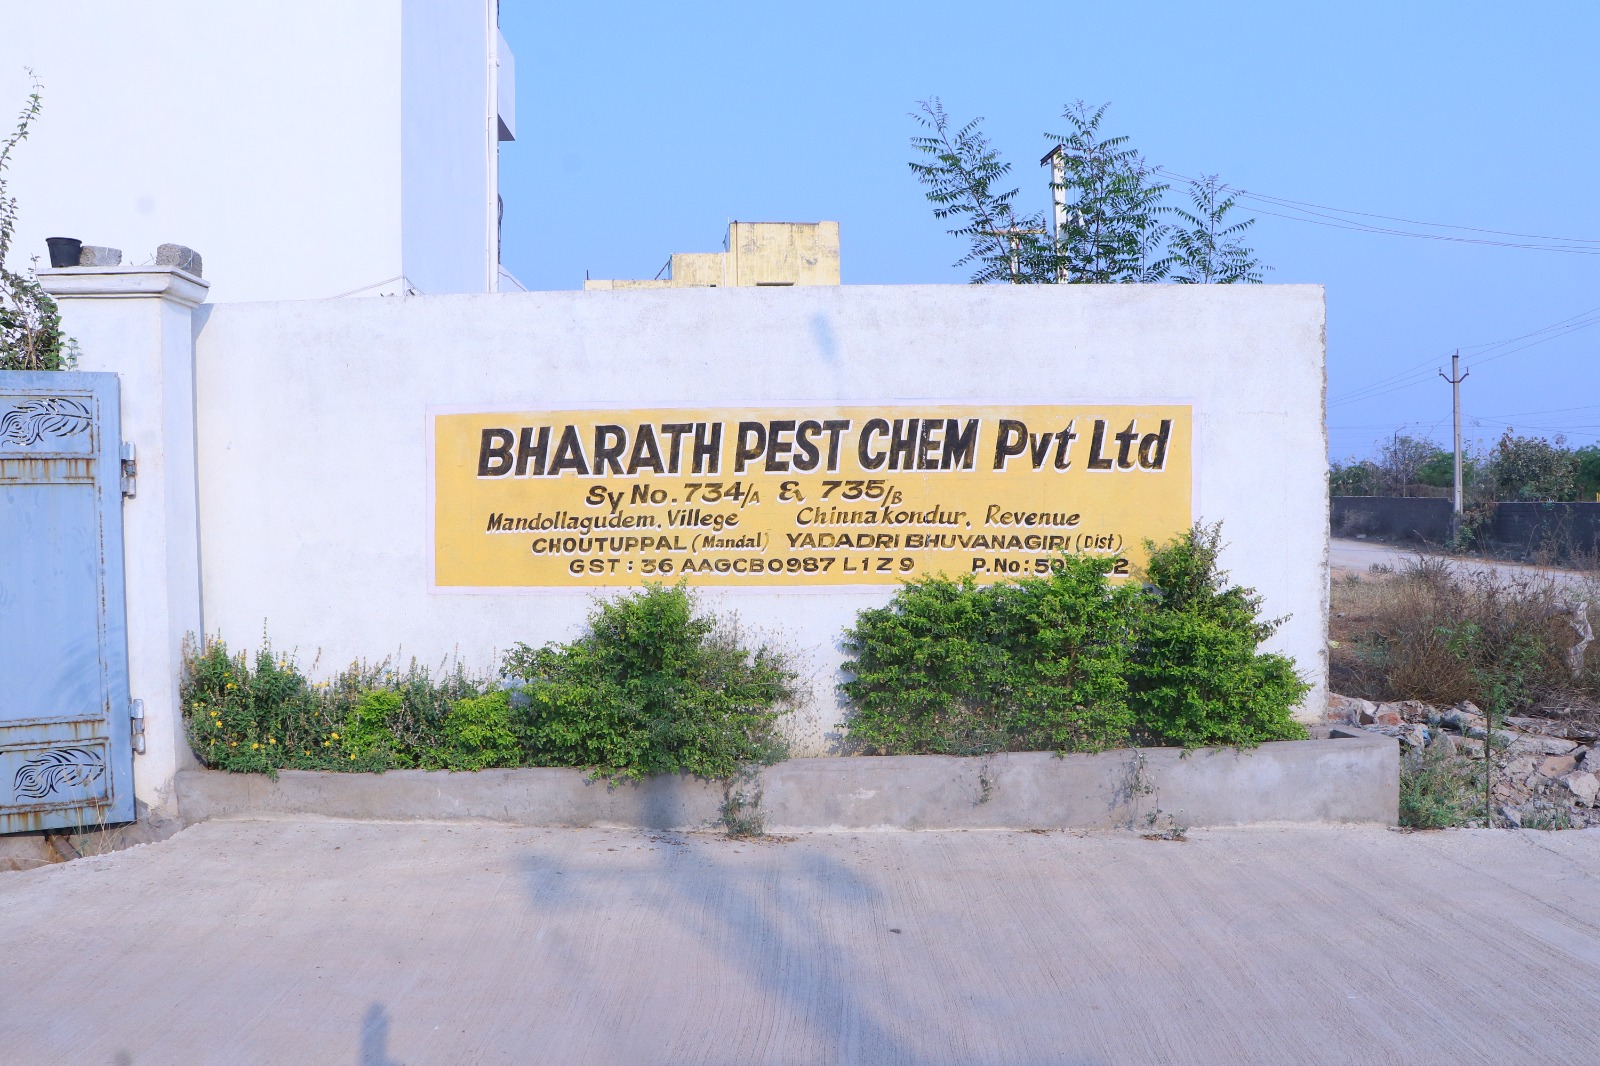 BHARATH PEST CHEM Pvt Ltd
Sy No. 734/A & 735/B
Mandollagudem, Villege Chinnakondur, Revenue
CHOUTUPPAL (Mandal) YADADRI BHUVANAGIRI (Dist)
GST : 36 AAGCB0987 L1Z9 P.No: